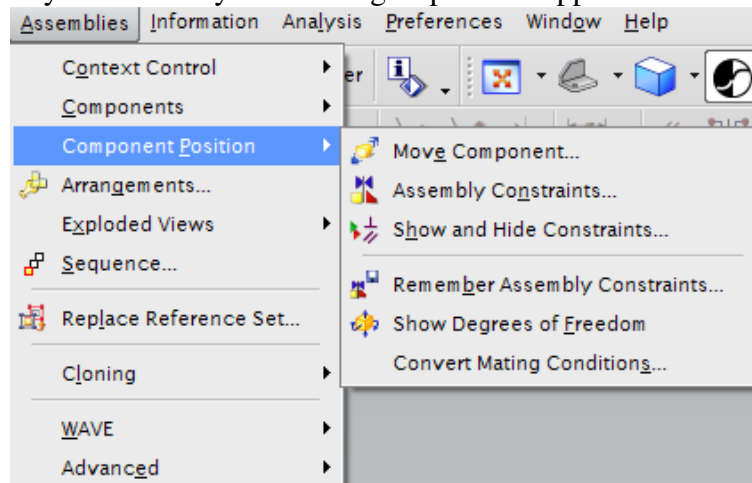 Assemblies Information Analysis Preferences Window Help
Context Control
er
Components
Component Position
Move Component...
Arrangements...
Assembly Constraints...
Exploded Views
Show and Hide Constraints...
Sequence...
Remember Assembly Constraints...
Replace Reference Set...
Show Degrees of Freedom
Cloning
Convert Mating Conditions...
WAVE
Advanced